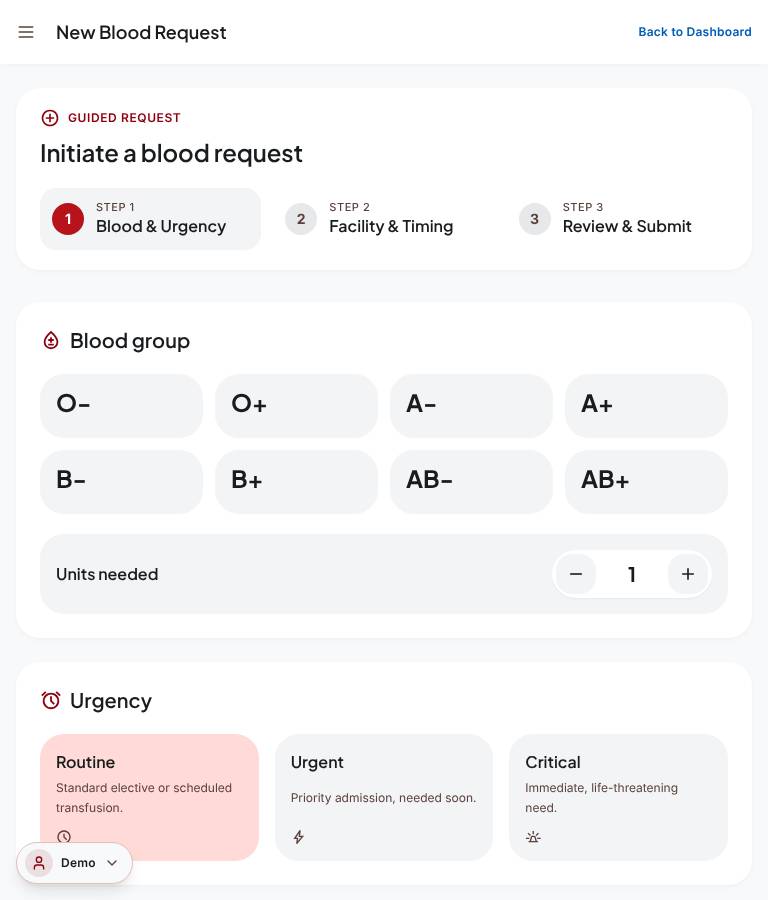 New Blood Request
Back to Dashboard
GUIDED REQUEST
Initiate a blood request
1
STEP 1
Blood & Urgency
2
STEP 2
Facility & Timing
3
STEP 3
Review & Submit
Blood group
O−
O+
A−
A+
B−
B+
AB−
AB+
Units needed
−
1
+
Urgency
Routine
Standard elective or scheduled
transfusion.
Urgent
Priority admission, needed soon.
Critical
Immediate, life-threatening
need.
Demo